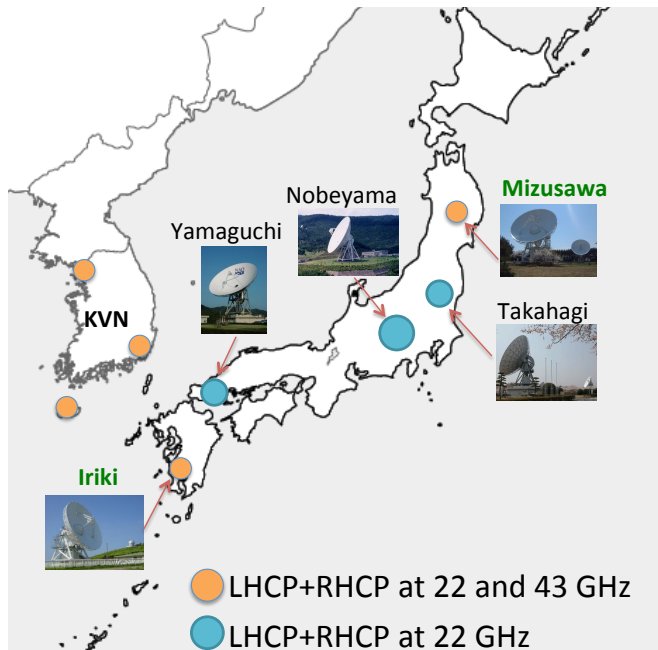 Nobeyama
Mizusawa
Yamaguchi
KVN
Takahagi
Iriki
LHCP+RHCP at 22 and 43 GHz
LHCP+RHCP at 22 GHz